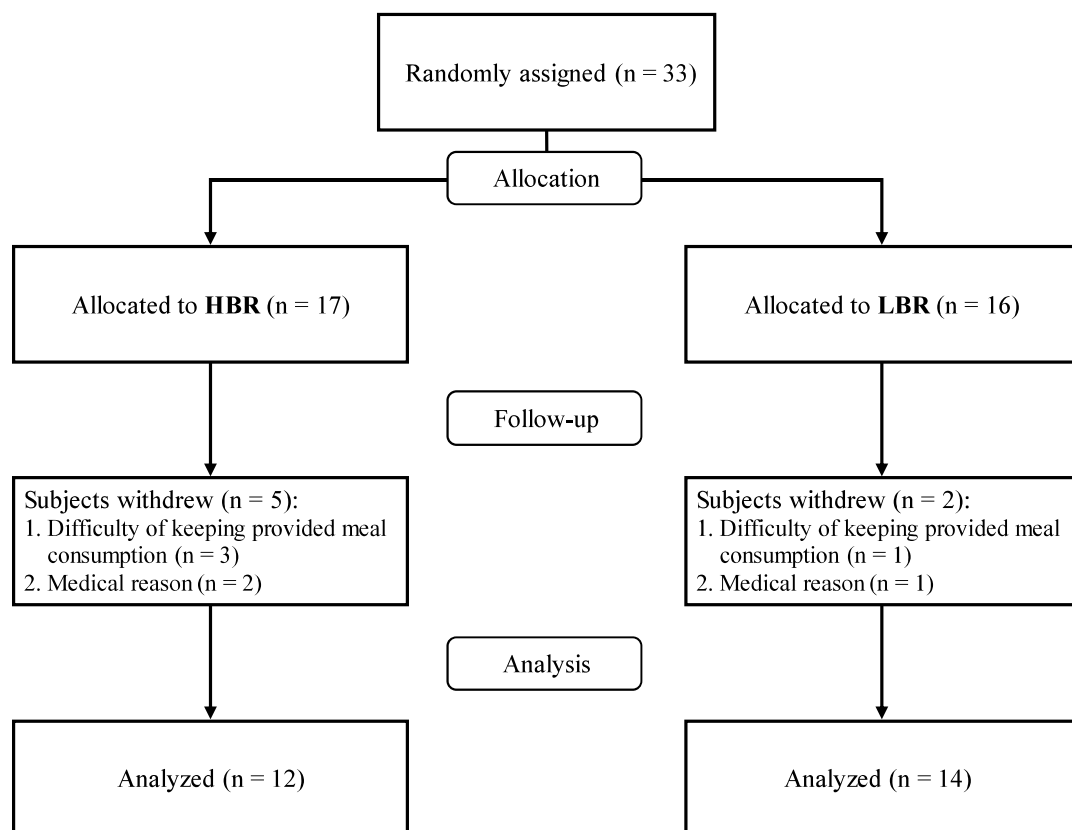 Randomly assigned (n = 33)
Allocation
Allocated to HBR (n = 17)
Allocated to LBR (n = 16)
Follow-up
Subjects withdrew (n = 5):
1. Difficulty of keeping provided meal
consumption (n = 3)
2. Medical reason (n = 2)
Subjects withdrew (n = 2):
1. Difficulty of keeping provided meal
consumption (n = 1)
2. Medical reason (n = 1)
Analysis
Analyzed (n = 12)
Analyzed (n = 14)